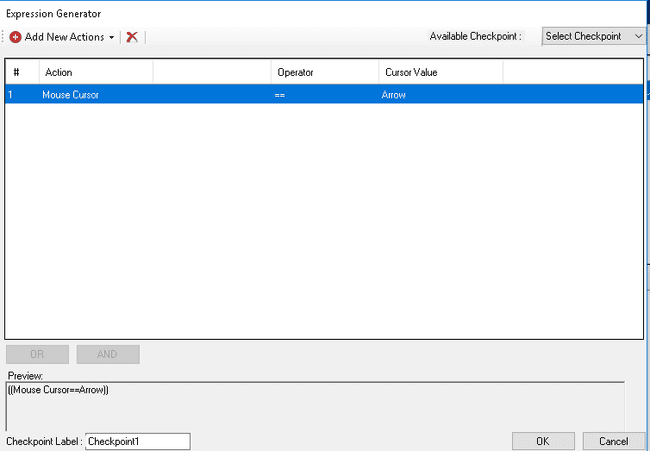 Expression Generator
Add New Actions Available Checkpoint : Select Checkpoint
# Action Operator Cursor Value
1 Mouse Cursor == Arrow
OR AND
Preview:
((Mouse Cursor==Arrow))
Checkpoint Label : Checkpoint1 OK Cancel